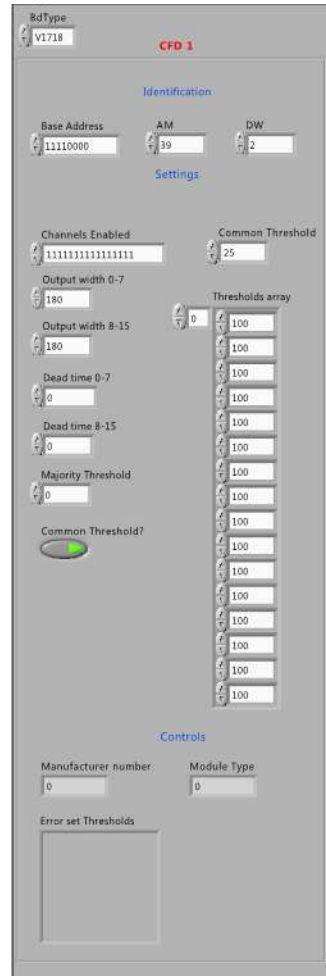 BdType
V1718
CFD 1
Identification
Base Address AM DW
11110000 39 2
Settings
Channels Enabled Common Threshold
1111111111111111 25
Output width 0-7 Thresholds array
180 0 100
Output width 8-15 100
180 100
100
Dead time 0-7 100
0 100
Dead time 8-15 100
0 100
Majority Threshold 100
0 100
Common Threshold? 100
100
100
100
100
100
Controls
Manufacturer number Module Type
0 0
Error set Thresholds